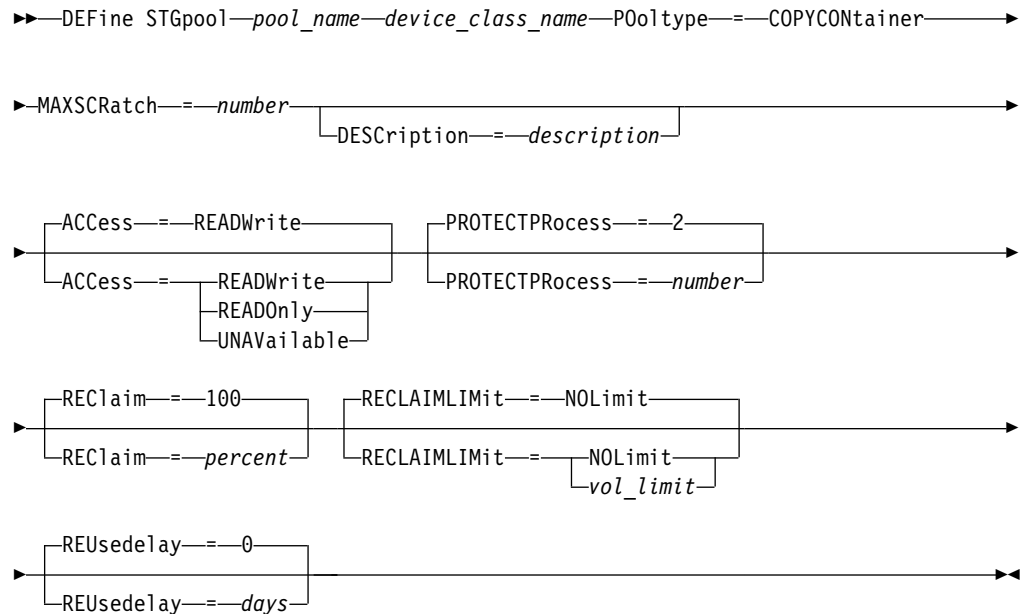 DEFine STGpool pool_name device_class_name POoltype = COPYCONtainer
MAXSCRatch = number
DESCription = description
ACCess = READWrite PROTECTPRocess = 2
ACCess = READWrite PROTECTPRocess = number
READOnly
UNAVailable
REClaim = 100 RECLAIMLIMit = NOLimit
REClaim = percent RECLAIMLIMit = NOLimit
vol_limit
REUsedelay = 0
REUsedelay = days